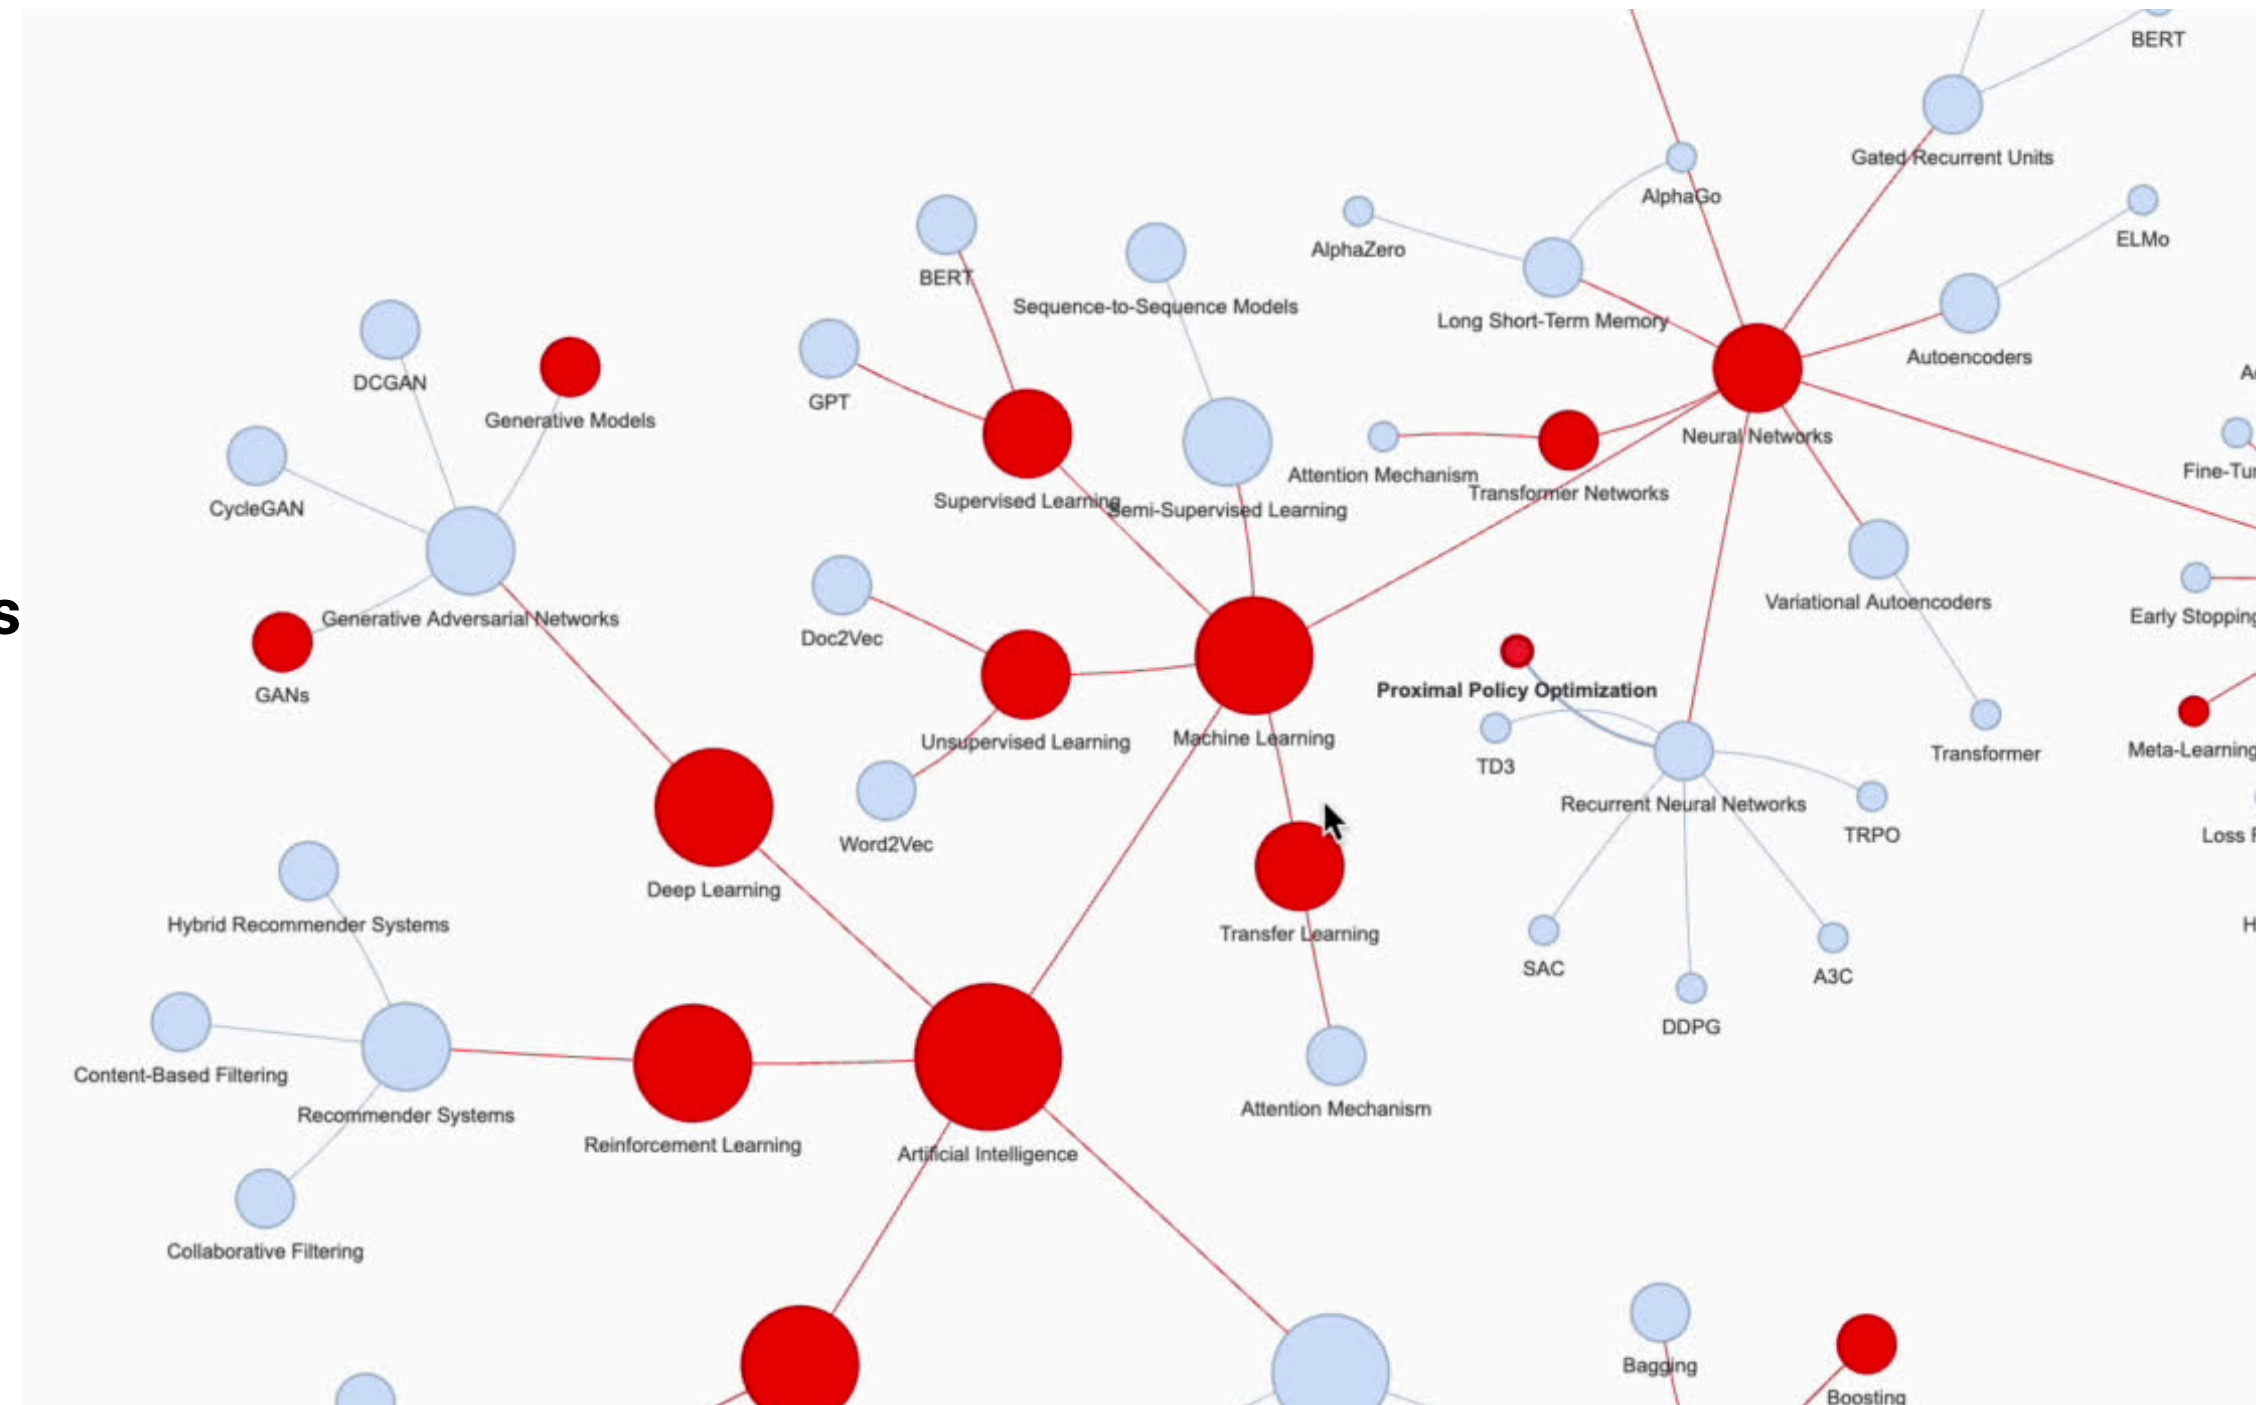 BERT
Gated Recurrent Units
AlphaGo
AlphaZero
ELMo
BERT
Sequence-to-Sequence Models
Long Short-Term Memory
Autoencoders
DCGAN
GPT
Generative Models
Neural Networks
Attention Mechanism
Transformer Networks
Supervised Learning
Semi-Supervised Learning
CycleGAN
Variational Autoencoders
s
Generative Adversarial Networks
Early Stopping
Doc2Vec
GANs
Proximal Policy Optimization
Unsupervised Learning
Machine Learning
TD3
Transformer
Meta-Learning
Recurrent Neural Networks
TRPO
Loss
Word2Vec
Deep Learning
Hybrid Recommender Systems
Transfer Learning
SAC
A3C
DDPG
Content-Based Filtering
Recommender Systems
Attention Mechanism
Reinforcement Learning
Artificial Intelligence
Collaborative Filtering
Bagging
Boosting